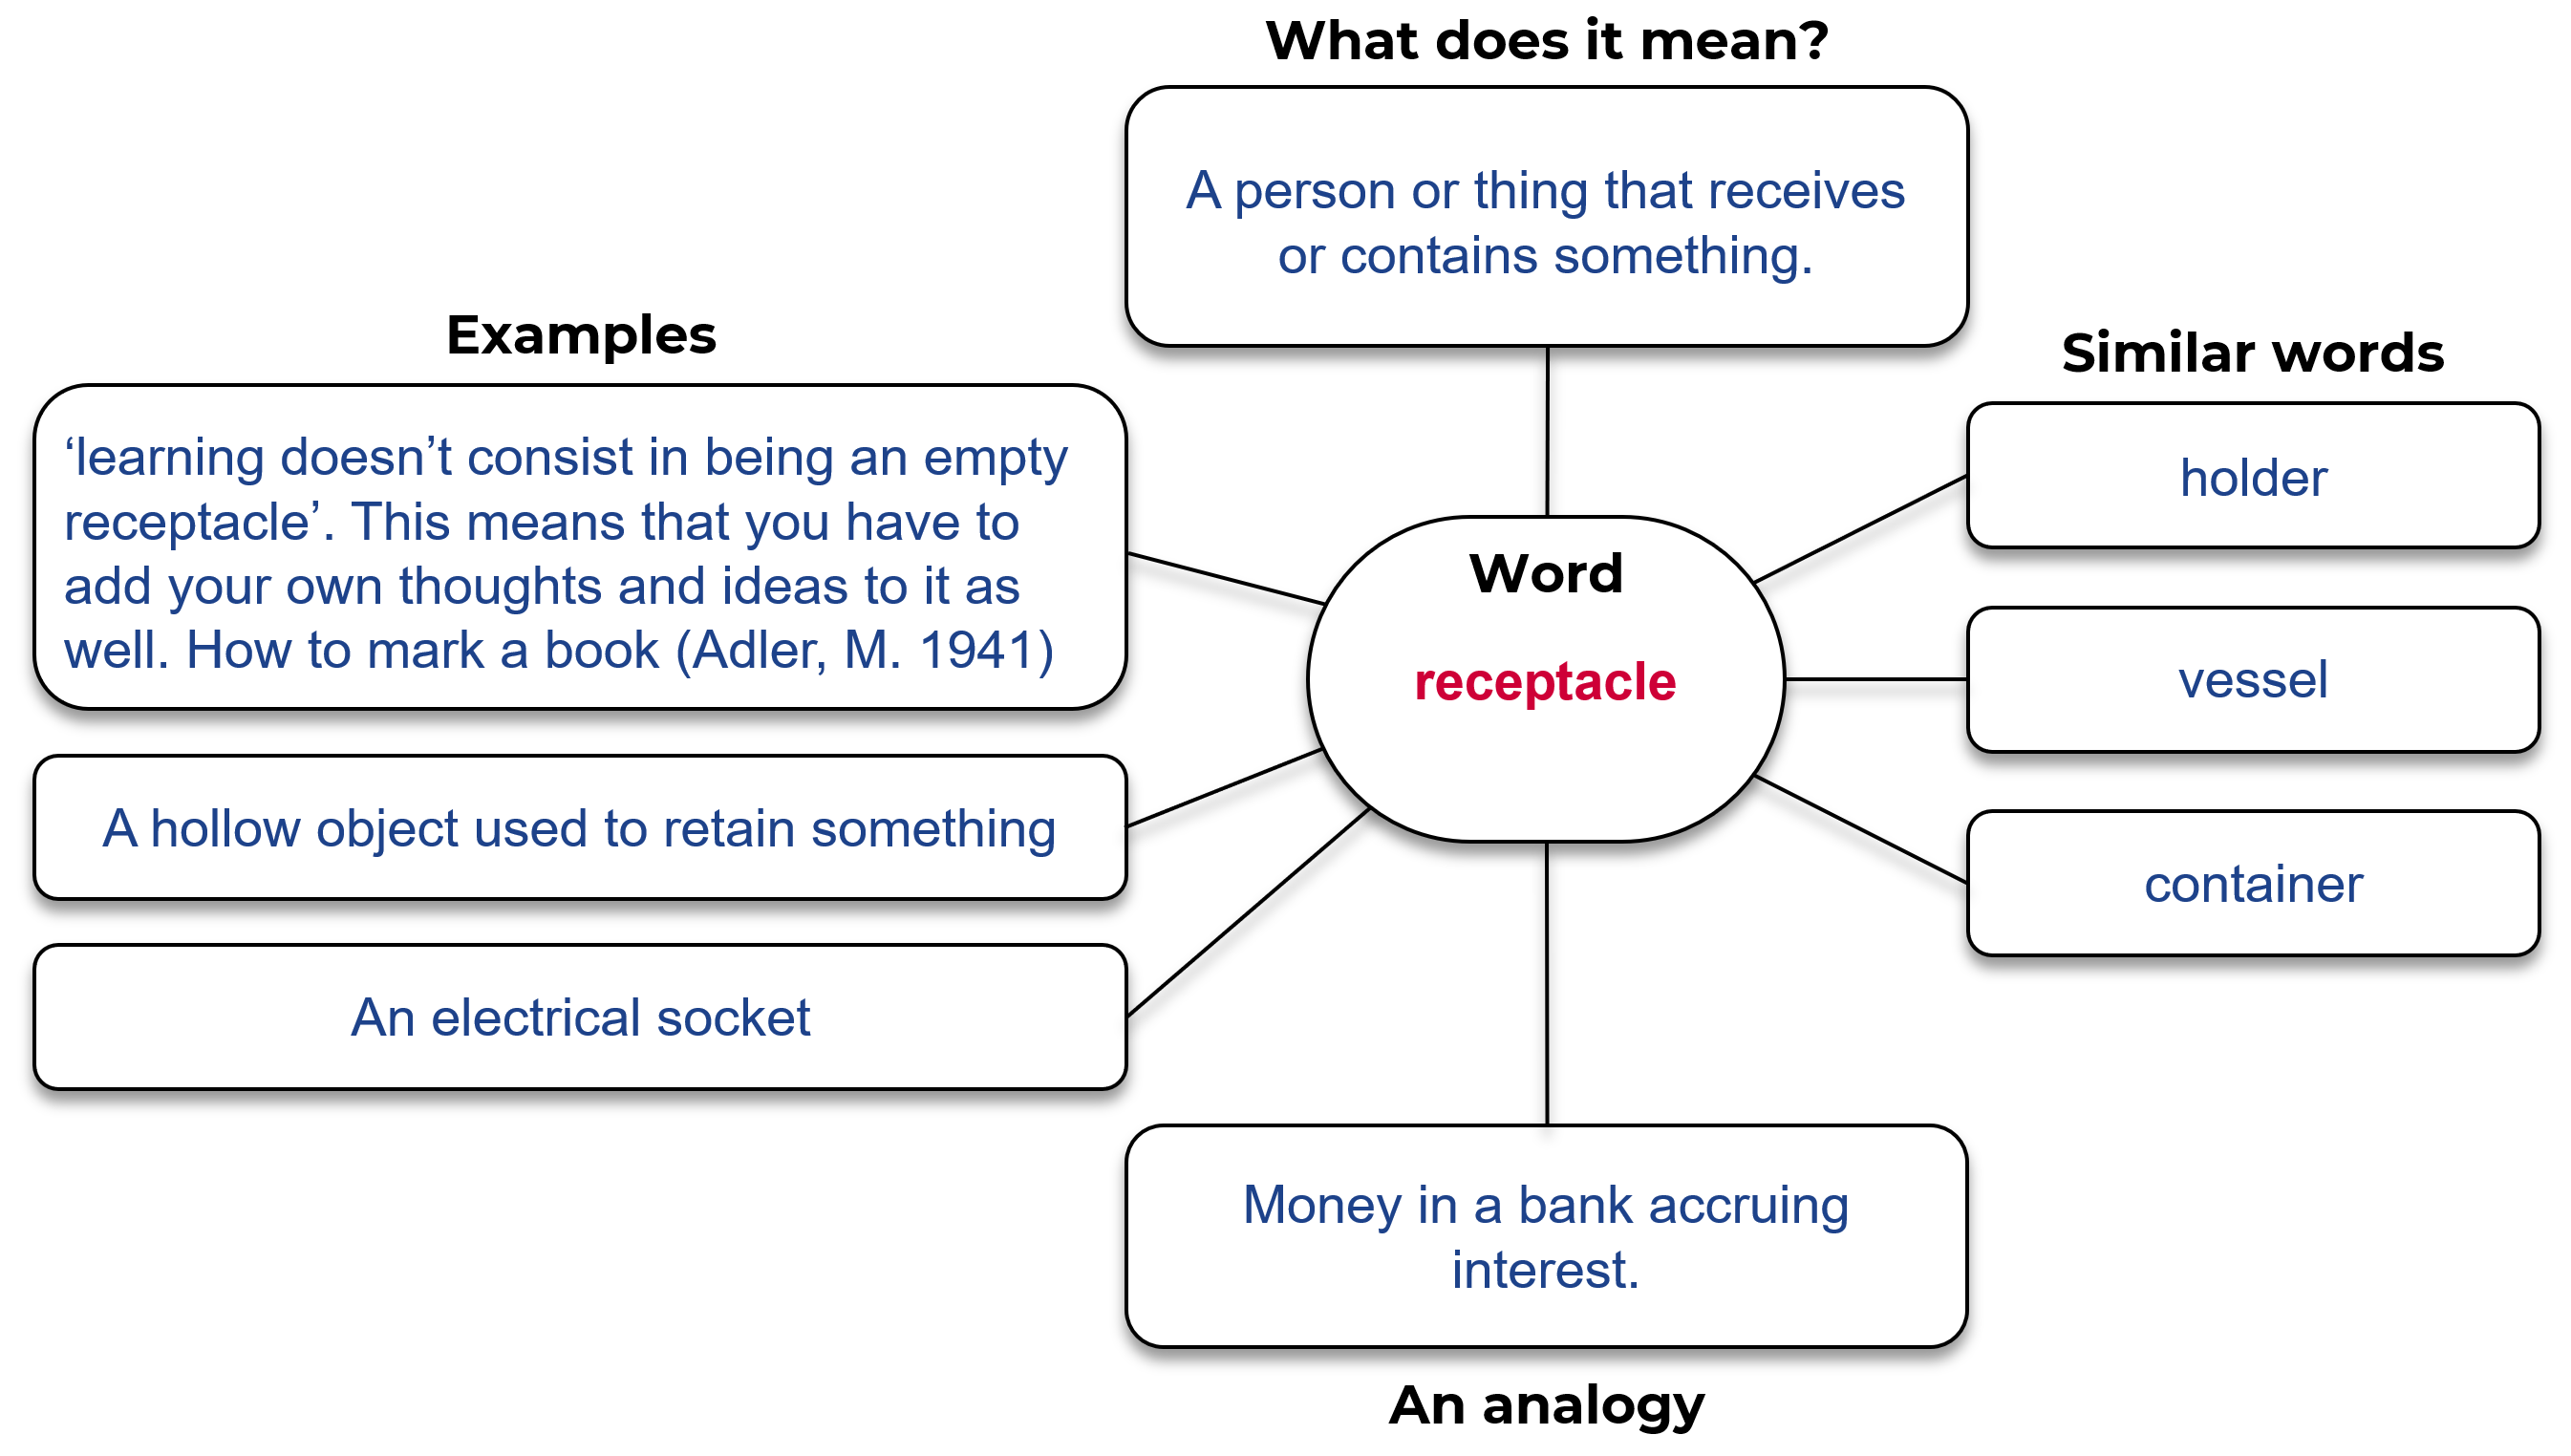 What does it mean?
A person or thing that receives
or contains something.
Examples
‘learning doesn’t consist in being an empty
receptacle’. This means that you have to
add your own thoughts and ideas to it as
well. How to mark a book (Adler, M. 1941)
A hollow object used to retain something
An electrical socket
Word
receptacle
Similar words
holder
vessel
container
Money in a bank accruing
interest.
An analogy